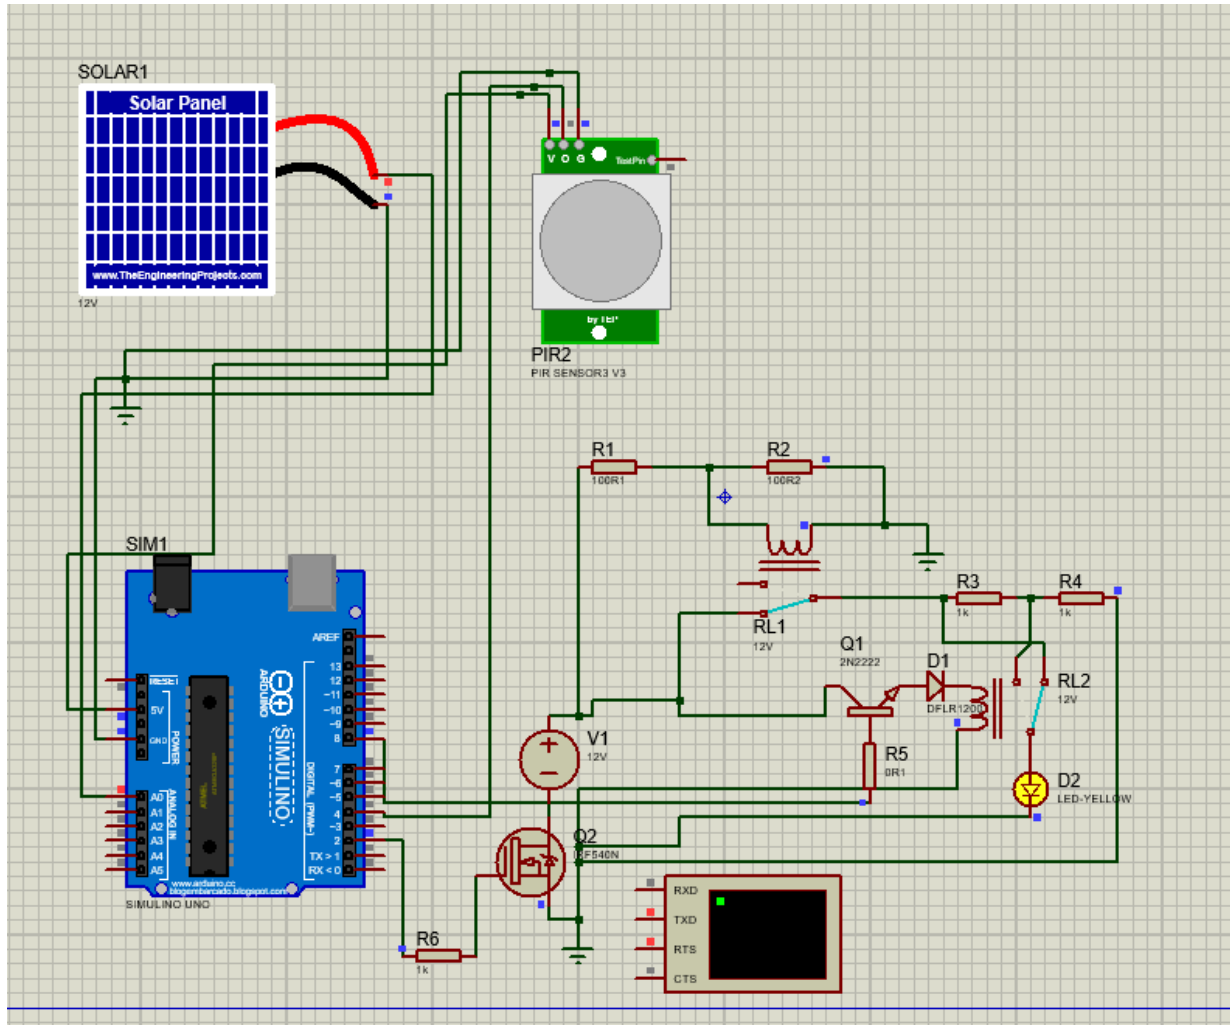 SOLAR1
Solar Panel
www.TheEngineeringProjects.com
12V
V O G
TestPin
by TEP
PIR2
PIR SENSOR3 V3
R1
100R1
R2
100R2
SIM1
RL1
12V
R3
1k
R4
1k
Q1
2N2222
D1
DFLR1200
RL2
12V
V1
12V
R5
0R1
D2
LED-YELLOW
Q2
IRF540N
AREF
RESET
5V
GND
POWER
13
12
~11
~10
~9
8
7
~6
~5
4
~3
2
TX > 1
RX < 0
DIGITAL (PWM~)
ARDUINO
SIMULINO
ANALOG IN
A0
A1
A2
A3
A4
A5
www.arduino.cc
blogembarcado.blogspot.com
SIMULINO UNO
R6
1k
RXD
TXD
RTS
CTS